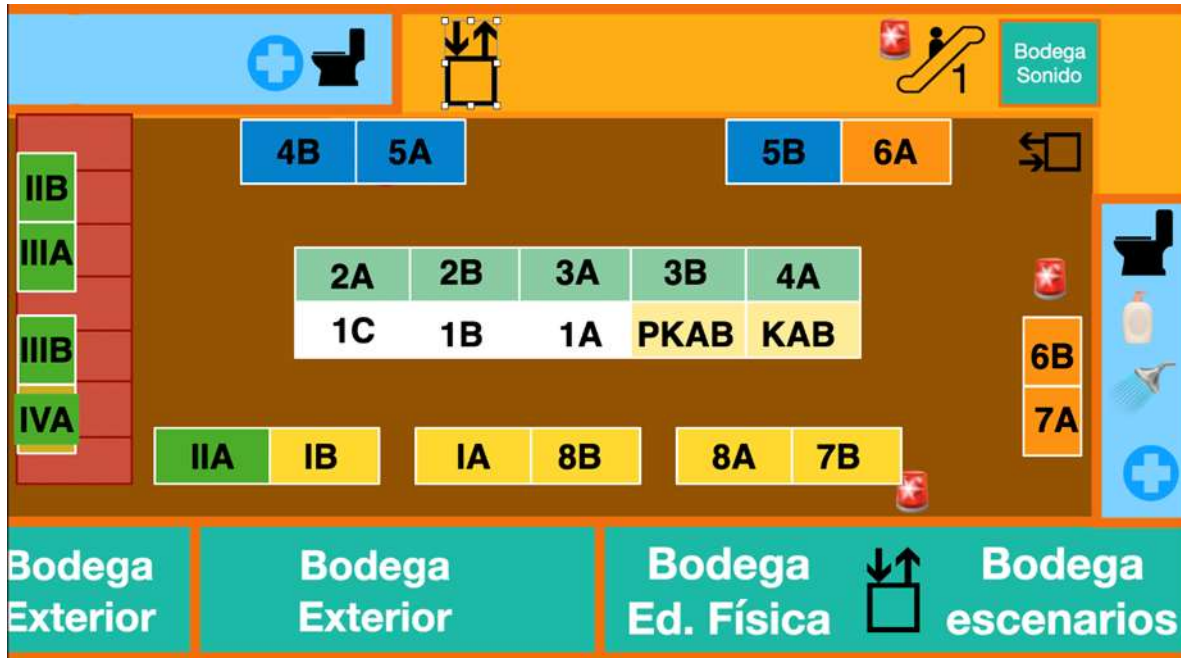 1
Bodega
Sonido
4B 5A 5B 6A
IIB
IIIA
2A 2B 3A 3B 4A
1C 1B 1A PKAB KAB
IIIB
6B
IVA
7A
IIA IB IA 8B 8A 7B
Bodega
Exterior
Bodega
Exterior
Bodega
Ed. Física
Bodega
escenarios